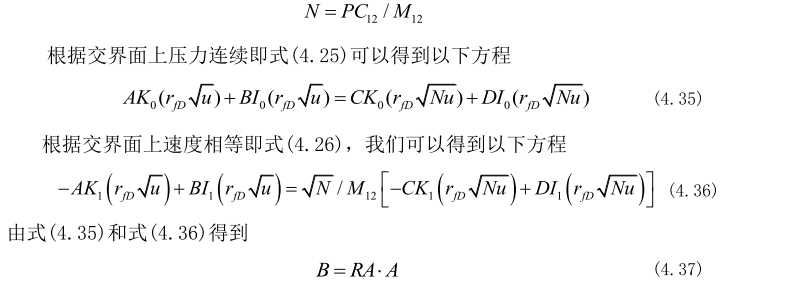 N = PC₁₂ / M₁₂
根据交界面上压力连续即式(4.25)可以得到以下方程
AK₀(r_{fD}√u) + BI₀(r_{fD}√u) = CK₀(r_{fD}√Nu) + DI₀(r_{fD}√Nu) (4.35)
根据交界面上速度相等即式(4.26)，我们可以得到以下方程
−AK₁(r_{fD}√u) + BI₁(r_{fD}√u) = √N / M₁₂[−CK₁(r_{fD}√Nu) + DI₁(r_{fD}√Nu)] (4.36)
由式(4.35)和式(4.36)得到
B = RA·A (4.37)